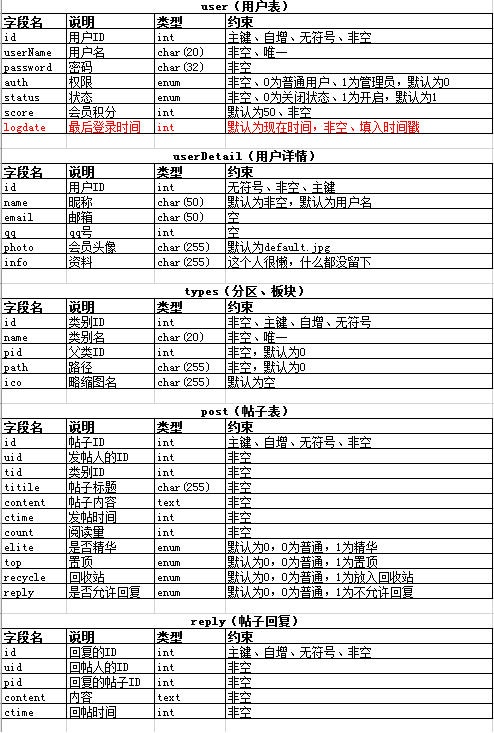 user（用户表）
字段名 说明 类型 约束
id 用户ID int 主键、自增、无符号、非空
userName 用户名 char(20) 非空、唯一
password 密码 char(32) 非空
auth 权限 enum 非空、0为普通用户、1为管理员，默认为0
status 状态 enum 非空、0为关闭状态、1为开启，默认为1
score 会员积分 int 默认为50、非空
logdate 最后登录时间 int 默认为现在时间，非空、填入时间戳
userDetail（用户详情）
字段名 说明 类型 约束
id 用户ID int 无符号、非空、主键
name 昵称 char(50) 默认为非空，默认为用户名
email 邮箱 char(50) 空
qq qq号 int 空
photo 会员头像 char(255) 默认为default.jpg
info 资料 char(255) 这个人很懒，什么都没留下
types（分区、板块）
字段名 说明 类型 约束
id 类别ID int 非空、主键、自增、无符号
name 类别名 char(20) 非空、唯一
pid 父类ID int 非空，默认为0
path 路径 char(255) 非空，默认为0
ico 略缩图名 char(255) 默认为空
post（帖子表）
字段名 说明 类型 约束
id 帖子ID int 主键、自增、无符号、非空
uid 发帖人的ID int 非空
tid 类别ID int 非空
titile 帖子标题 char(255) 非空
content 帖子内容 text 非空
ctime 发帖时间 int 非空
count 阅读量 int 非空
elite 是否精华 enum 默认为0，0为普通，1为精华
top 置顶 enum 默认为0，0为普通，1为置顶
recycle 回收站 enum 默认为0，0为普通，1为放入回收站
reply 是否允许回复 enum 默认为0，0为普通，1为不允许回复
reply（帖子回复）
字段名 说明 类型 约束
id 回复的ID int 主键、自增、无符号、非空
uid 回帖人的ID int 非空
pid 回复的帖子ID int 非空
content 内容 text 非空
ctime 回帖时间 int 非空